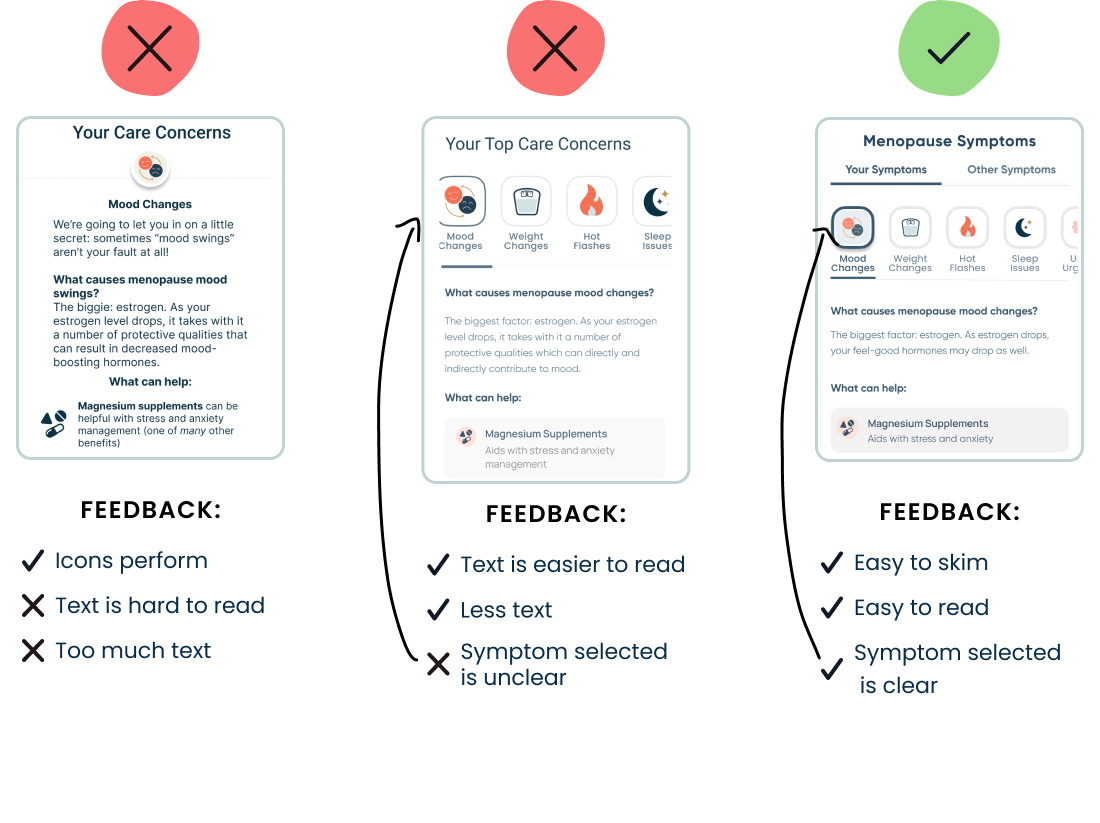 Your Care Concerns
Mood Changes
We’re going to let you in on a little
secret: sometimes “mood swings”
aren’t your fault at all!
What causes menopause mood
swings?
The biggie: estrogen. As your
estrogen level drops, it takes with it
a number of protective qualities that
can result in decreased mood-
boosting hormones.
What can help:
Magnesium supplements can be
helpful with stress and anxiety
management (one of many other
benefits)
FEEDBACK:
Icons perform
Text is hard to read
Too much text
Your Top Care Concerns
Mood
Changes
Weight
Changes
Hot
Flashes
Sleep
Issues
What causes menopause mood changes?
The biggest factor: estrogen. As your estrogen
level drops, it takes with it a number of
protective qualities which can directly and
indirectly contribute to mood.
What can help:
Magnesium Supplements
Aids with stress and anxiety
management
FEEDBACK:
Text is easier to read
Less text
Symptom selected
is unclear
Menopause Symptoms
Your Symptoms
Other Symptoms
Mood
Changes
Weight
Changes
Hot
Flashes
Sleep
Issues
What causes menopause mood changes?
The biggest factor: estrogen. As estrogen drops,
your feel-good hormones may drop as well.
What can help:
Magnesium Supplements
Aids with stress and anxiety
FEEDBACK:
Easy to skim
Easy to read
Symptom selected
is clear